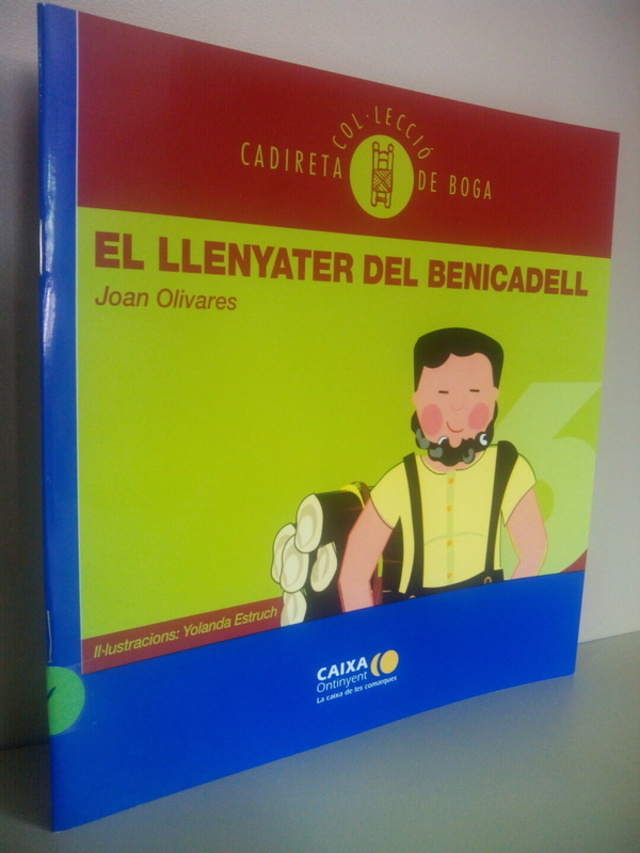 COL·LECCIÓ
CADIRETA DE BOGA
EL LLENYATER DEL BENICADELL
Joan Olivares
6
Il·lustracions: Yolanda Estruch
CAIXA
Ontinyent
La caixa de les comarques